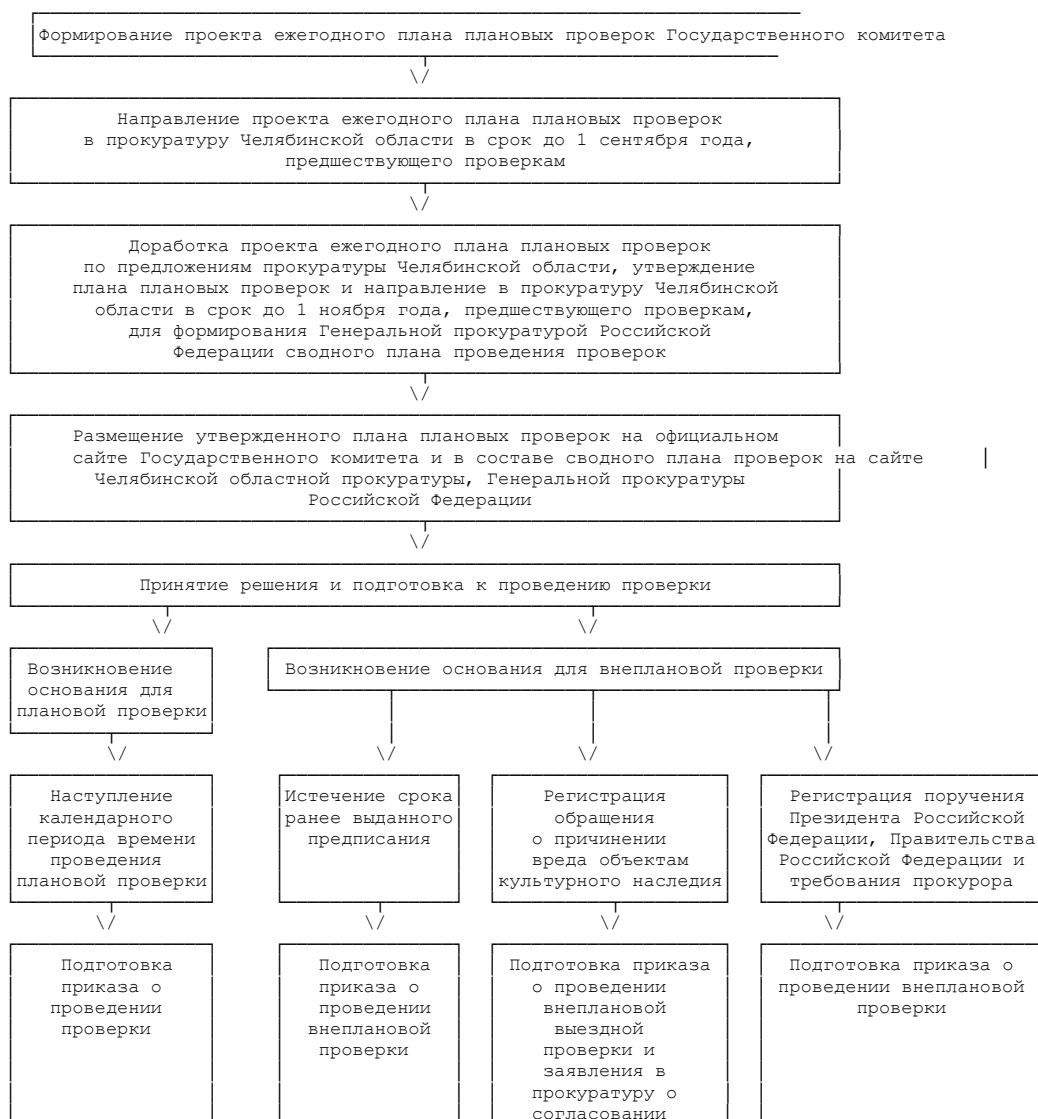 Формирование проекта ежегодного плана плановых проверок Государственного комитета
Направление проекта ежегодного плана плановых проверок
в прокуратуру Челябинской области в срок до 1 сентября года,
предшествующего проверкам
Доработка проекта ежегодного плана плановых проверок
по предложениям прокуратуры Челябинской области, утверждение
плана плановых проверок и направление в прокуратуру Челябинской
области в срок до 1 ноября года, предшествующего проверкам,
для формирования Генеральной прокуратурой Российской
Федерации сводного плана проведения проверок
Размещение утвержденного плана плановых проверок на официальном
сайте Государственного комитета и в составе сводного плана проверок на сайте
Челябинской областной прокуратуры, Генеральной прокуратуры
Российской Федерации
Принятие решения и подготовка к проведению проверки
Возникновение
основания для
плановой проверки
Возникновение основания для внеплановой проверки
Наступление
календарного
периода времени
проведения
плановой проверки
Истечение срока
ранее выданного
предписания
Регистрация
обращения
о причинении
вреда объектам
культурного наследия
Регистрация поручения
Президента Российской
Федерации, Правительства
Российской Федерации и
требования прокурора
Подготовка
приказа о
проведении
проверки
Подготовка
приказа о
проведении
внеплановой
проверки
Подготовка приказа
о проведении
внеплановой
выездной
проверки и
заявления в
прокуратуру о
согласовании
Подготовка приказа о
проведении внеплановой
проверки